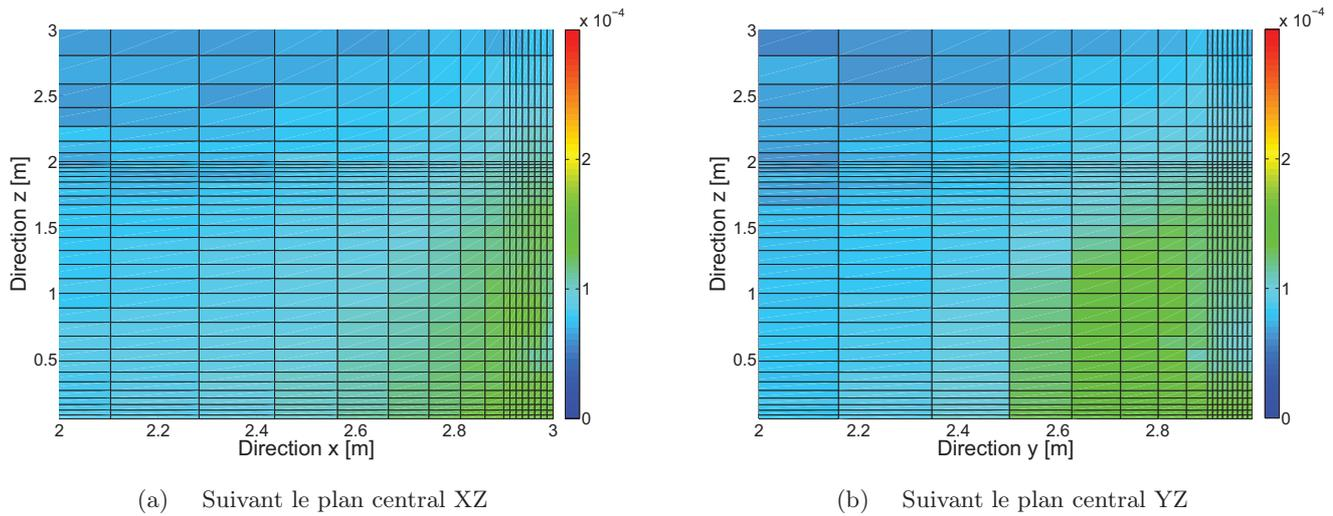 x 10⁻⁴
3
2.5
2
1.5
1
0.5
Direction z [m]
2 2.2 2.4 2.6 2.8 3
Direction x [m]
2
1
0
(a) Suivant le plan central XZ
x 10⁻⁴
3
2.5
2
1.5
1
0.5
Direction z [m]
2 2.2 2.4 2.6 2.8
Direction y [m]
2
1
0
(b) Suivant le plan central YZ